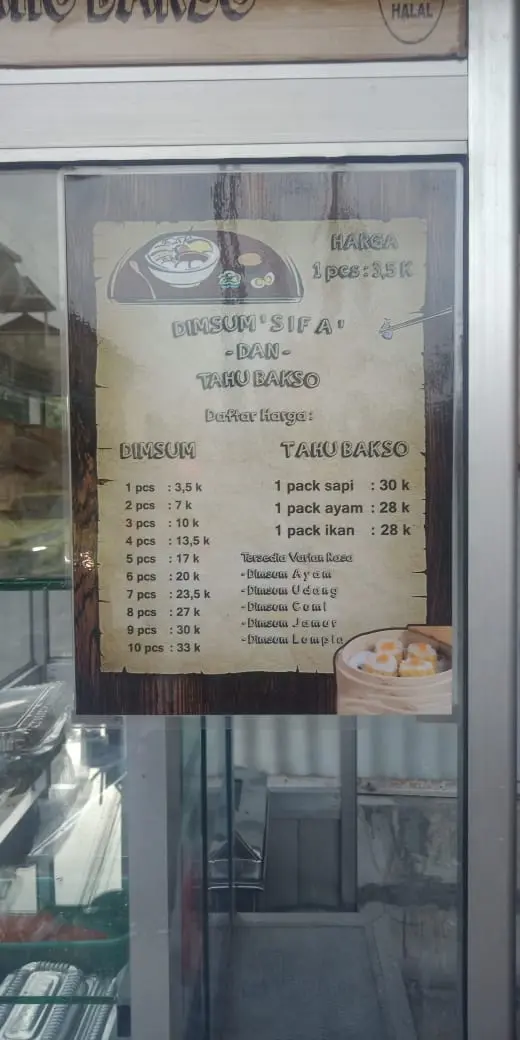 BAKSO
HALAL
HARGA
1 pcs : 3,5 K
DIMSUM 'SIFA'
- DAN -
TAHU BAKSO
Daftar Harga :
DIMSUM
1 pcs : 3,5 k
2 pcs : 7 k
3 pcs : 10 k
4 pcs : 13,5 k
5 pcs : 17 k
6 pcs : 20 k
7 pcs : 23,5 k
8 pcs : 27 k
9 pcs : 30 k
10 pcs : 33 k
TAHU BAKSO
1 pack sapi : 30 k
1 pack ayam : 28 k
1 pack ikan : 28 k
Tersedia Varian Rasa
- Dimsum Ayam
- Dimsum Udang
- Dimsum Cumi
- Dimsum Jamur
- Dimsum Lumpia